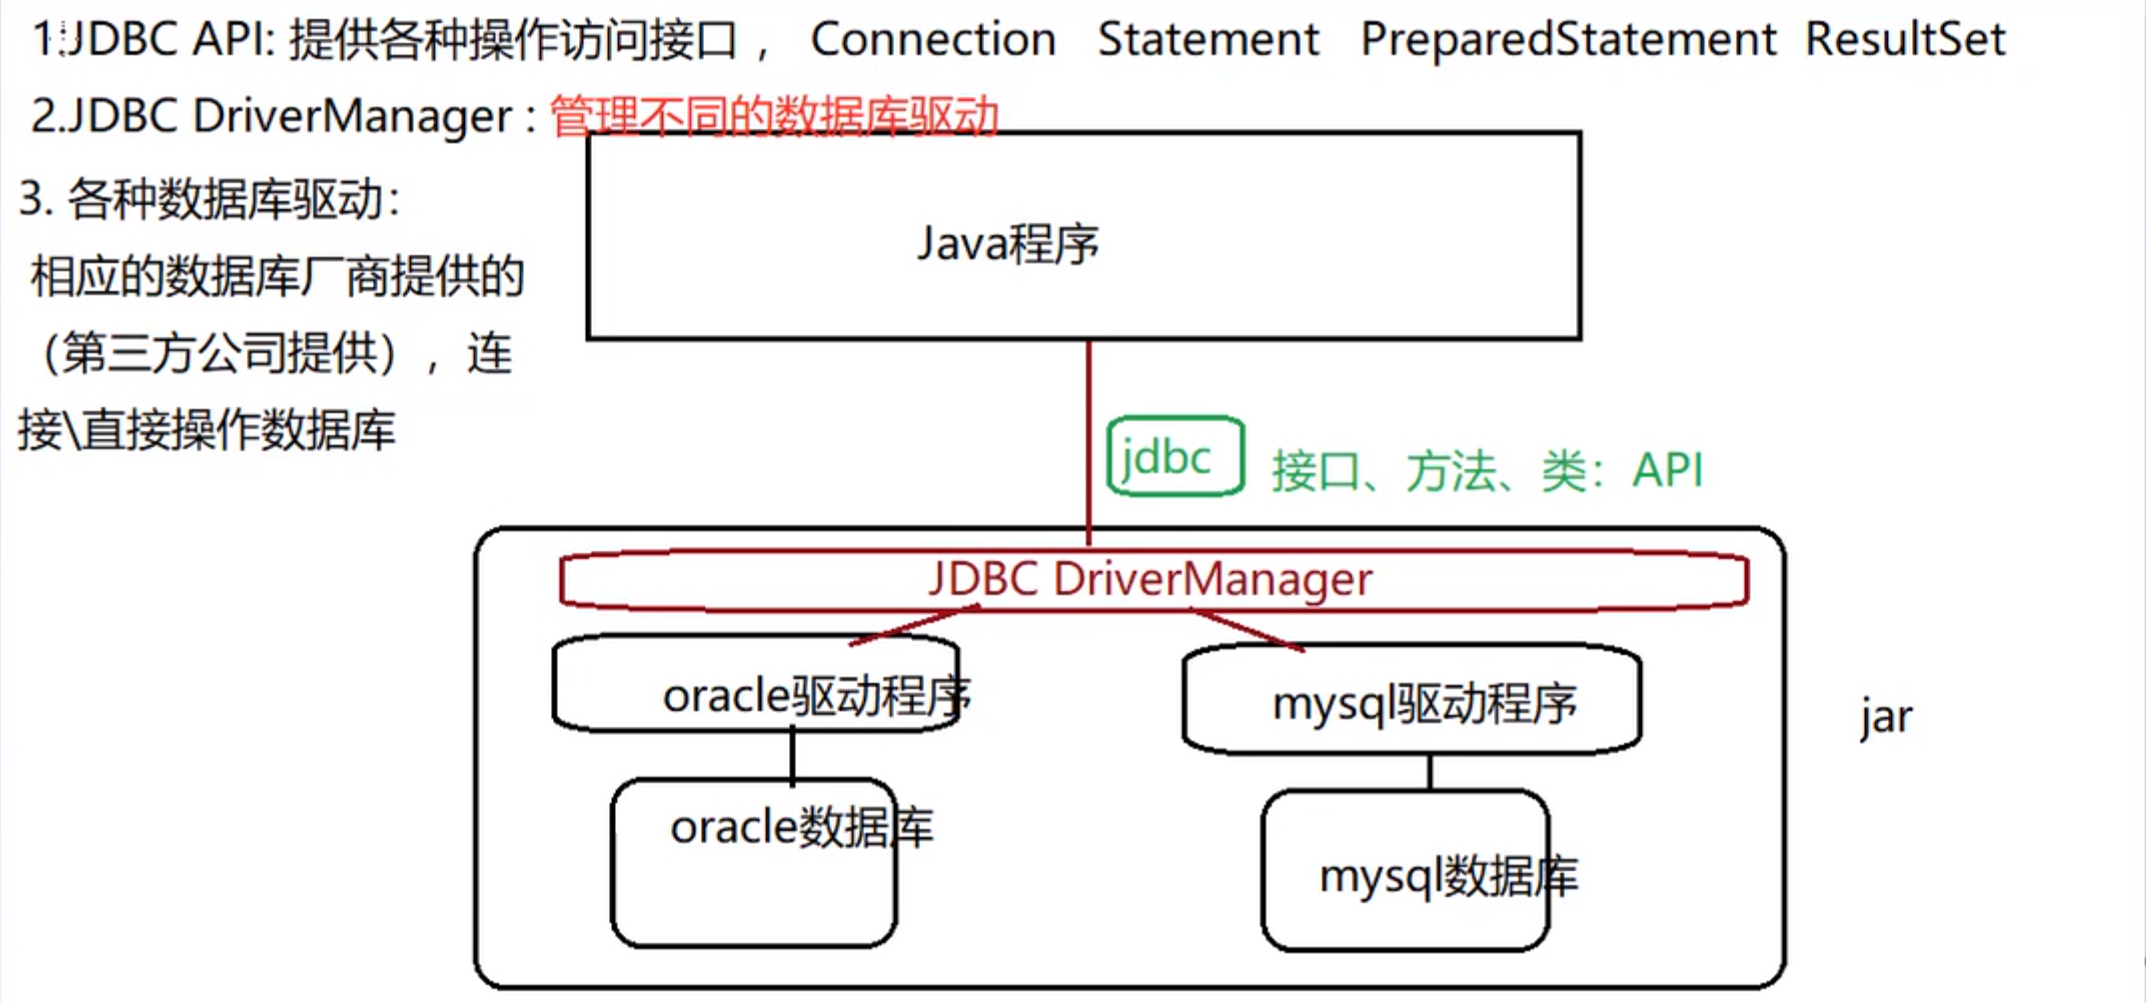 1.JDBC API: 提供各种操作访问接口， Connection Statement PreparedStatement ResultSet
2.JDBC DriverManager : 管理不同的数据库驱动
3. 各种数据库驱动：
相应的数据库厂商提供的
（第三方公司提供），连
接\直接操作数据库
Java程序
jdbc
接口、方法、类：API
JDBC DriverManager
oracle驱动程序
mysql驱动程序
jar
oracle数据库
mysql数据库